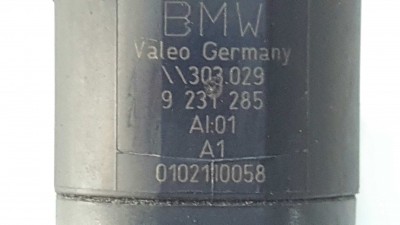 BMW
Valeo Germany
\\303.029
9 231 285
AI:01
A1
0102110058